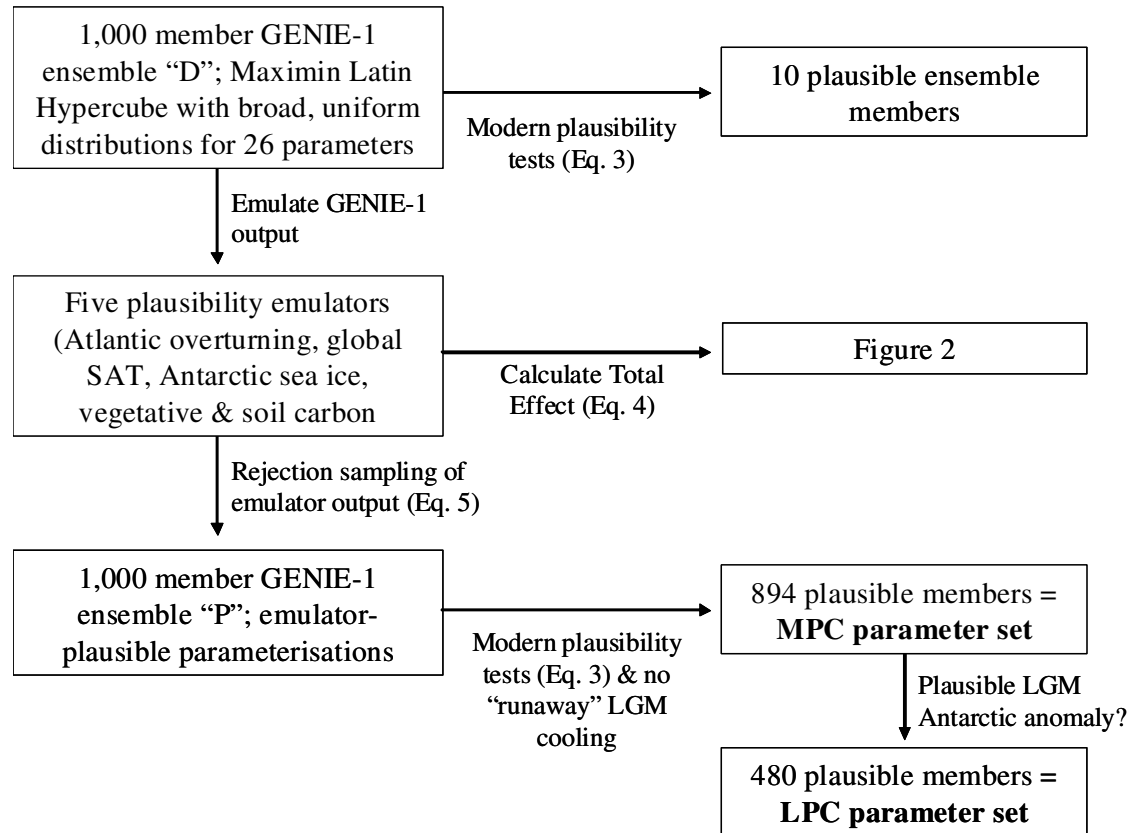 1,000 member GENIE-1
ensemble “D”; Maximin Latin
Hypercube with broad, uniform
distributions for 26 parameters
Modern plausibility
tests (Eq. 3)
10 plausible ensemble
members
Emulate GENIE-1
output
Five plausibility emulators
(Atlantic overturning, global
SAT, Antarctic sea ice,
vegetative & soil carbon
Calculate Total
Effect (Eq. 4)
Figure 2
Rejection sampling of
emulator output (Eq. 5)
1,000 member GENIE-1
ensemble “P”; emulator-
plausible parameterisations
Modern plausibility
tests (Eq. 3) & no
“runaway” LGM
cooling
894 plausible members =
MPC parameter set
Plausible LGM
Antarctic anomaly?
480 plausible members =
LPC parameter set